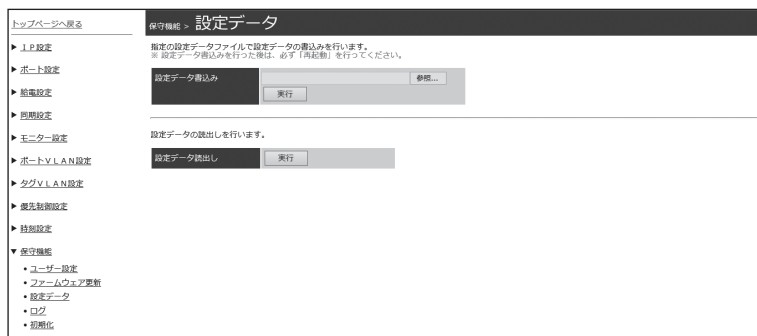 トップページへ戻る
▶ ＩＰ設定
▶ ポート設定
▶ 給電設定
▶ 同期設定
▶ モニター設定
▶ ポートＶＬＡＮ設定
▶ タグＶＬＡＮ設定
▶ 優先制御設定
▶ 時刻設定
▼ 保守機能
• ユーザー設定
• ファームウェア更新
• 設定データ
• ログ
• 初期化
保守機能 > 設定データ
指定の設定データファイルで設定データの書込みを行います。
※ 設定データ書込みを行った後は、必ず「再起動」を行ってください。
設定データ書込み
参照...
実行
設定データの読出しを行います。
設定データ読出し
実行